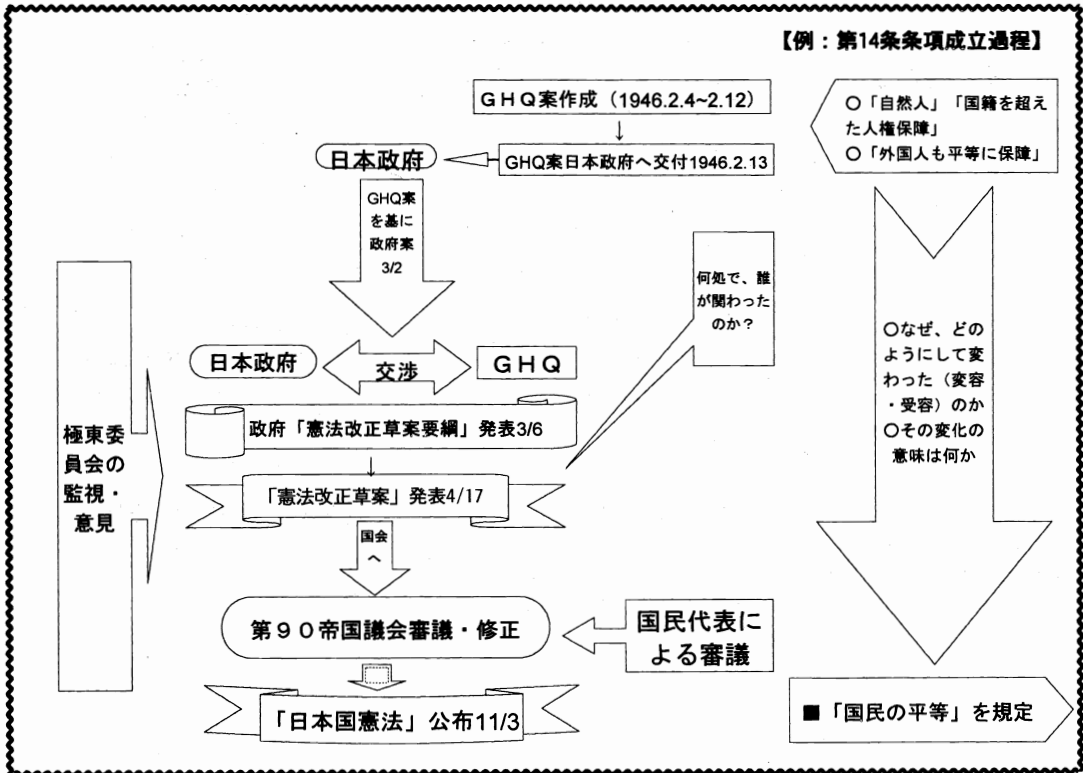 【例：第14条条項成立過程】
ＧＨＱ案作成（1946.2.4~2.12）
↓
GHQ案日本政府へ交付1946.2.13
日本政府
GHQ案
を基に
政府案
3/2
〇「自然人」「国籍を超え
た人権保障」
〇「外国人も平等に保障」
何処で、誰
が関わった
のか？
日本政府
交渉
ＧＨＱ
政府「憲法改正草案要綱」発表3/6
「憲法改正草案」発表4/17
国会
へ
極東委
員会の
監視・
意見
第９０帝国議会審議・修正
国民代表に
よる審議
「日本国憲法」公布11/3
〇なぜ、どの
ようにして変
わった（変容
・受容）のか
〇その変化の
意味は何か
■「国民の平等」を規定